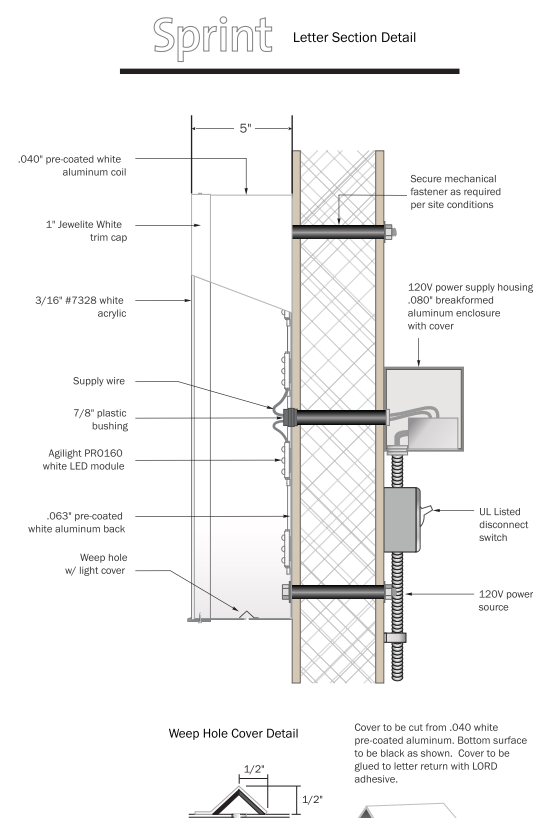 Sprint
Letter Section Detail
5"
.040" pre-coated white
aluminum coil
Secure mechanical
fastener as required
per site conditions
1" Jewelite White
trim cap
3/16" #7328 white
acrylic
120V power supply housing
.080" breakformed
aluminum enclosure
with cover
Supply wire
7/8" plastic
bushing
Agilight PRO160
white LED module
.063" pre-coated
white aluminum back
UL Listed
disconnect
switch
Weep hole
w/ light cover
120V power
source
Weep Hole Cover Detail
Cover to be cut from .040 white
pre-coated aluminum. Bottom surface
to be black as shown.  Cover to be
glued to letter return with LORD
adhesive.
1/2"
1/2"